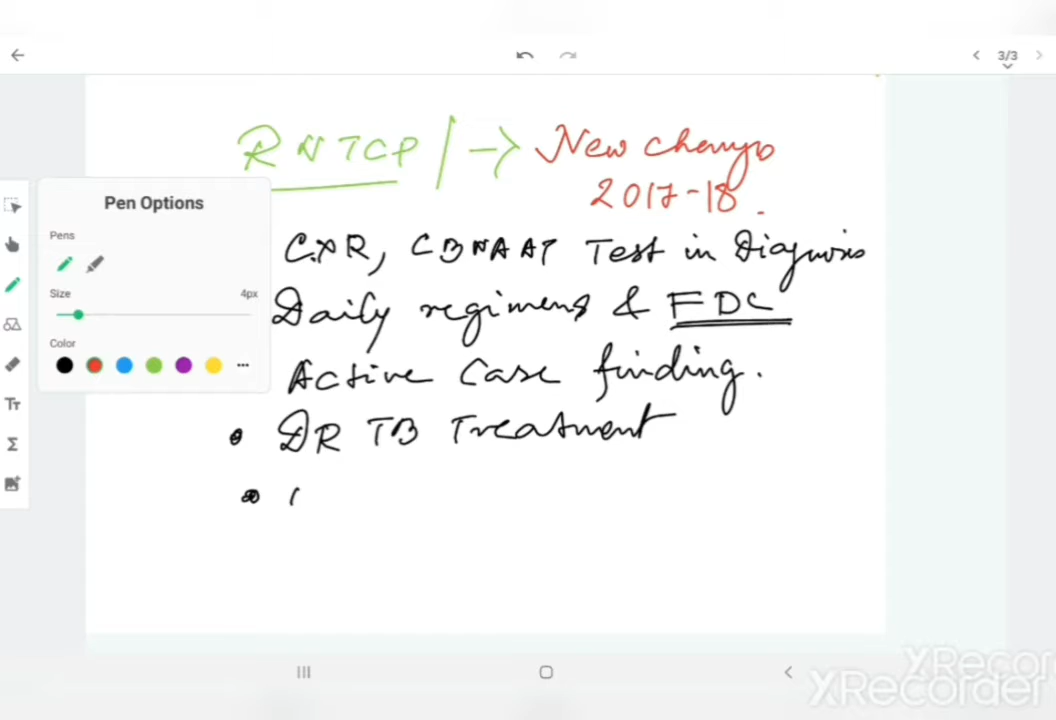 3/3
RNTCP / → New changes
2017-18.
Pen Options
Pens
CXR, CBNAAT Test in Diagnosis
Size 4px
Daily regimens & FDC
Color
Active Case finding.
• DR TB Treatment
• (
XRecorder
XRecorder